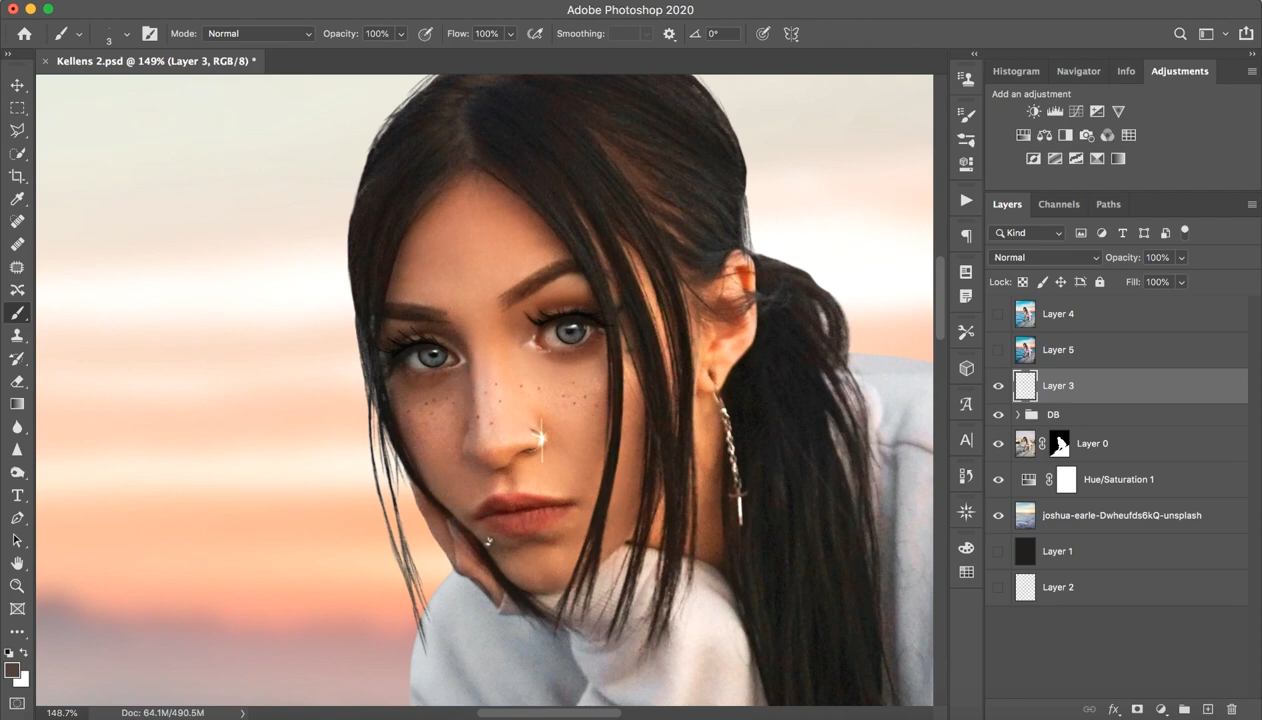 Adobe Photoshop 2020
3
Mode: Normal
Opacity: 100%
Flow: 100%
Smoothing:
0°
Kellens 2.psd @ 149% (Layer 3, RGB/8) *
Histogram
Navigator
Info
Adjustments
Add an adjustment
Layers
Channels
Paths
Kind
Normal
Opacity: 100%
Lock:
Fill: 100%
Layer 4
Layer 5
Layer 3
DB
Layer 0
Hue/Saturation 1
joshua-earle-Dwheufds6kQ-unsplash
Layer 1
Layer 2
148.7%
Doc: 64.1M/490.5M